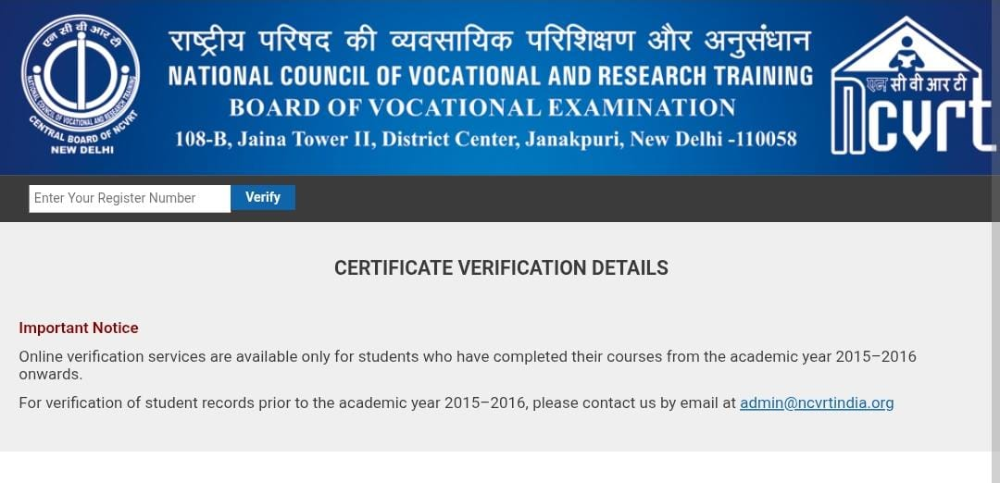 एन सी वी आर टी
NATIONAL COUNCIL OF VOCATIONAL AND RESEARCH TRAINING
CENTRAL BOARD OF NCVRT
NEW DELHI
राष्ट्रीय परिषद की व्यवसायिक परिशिक्षण और अनुसंधान
NATIONAL COUNCIL OF VOCATIONAL AND RESEARCH TRAINING
BOARD OF VOCATIONAL EXAMINATION
108-B, Jaina Tower II, District Center, Janakpuri, New Delhi -110058
एन सी वी आर टी
ncvrt
Enter Your Register Number
Verify
CERTIFICATE VERIFICATION DETAILS
Important Notice
Online verification services are available only for students who have completed their courses from the academic year 2015–2016
onwards.
For verification of student records prior to the academic year 2015–2016, please contact us by email at admin@ncvrtindia.org